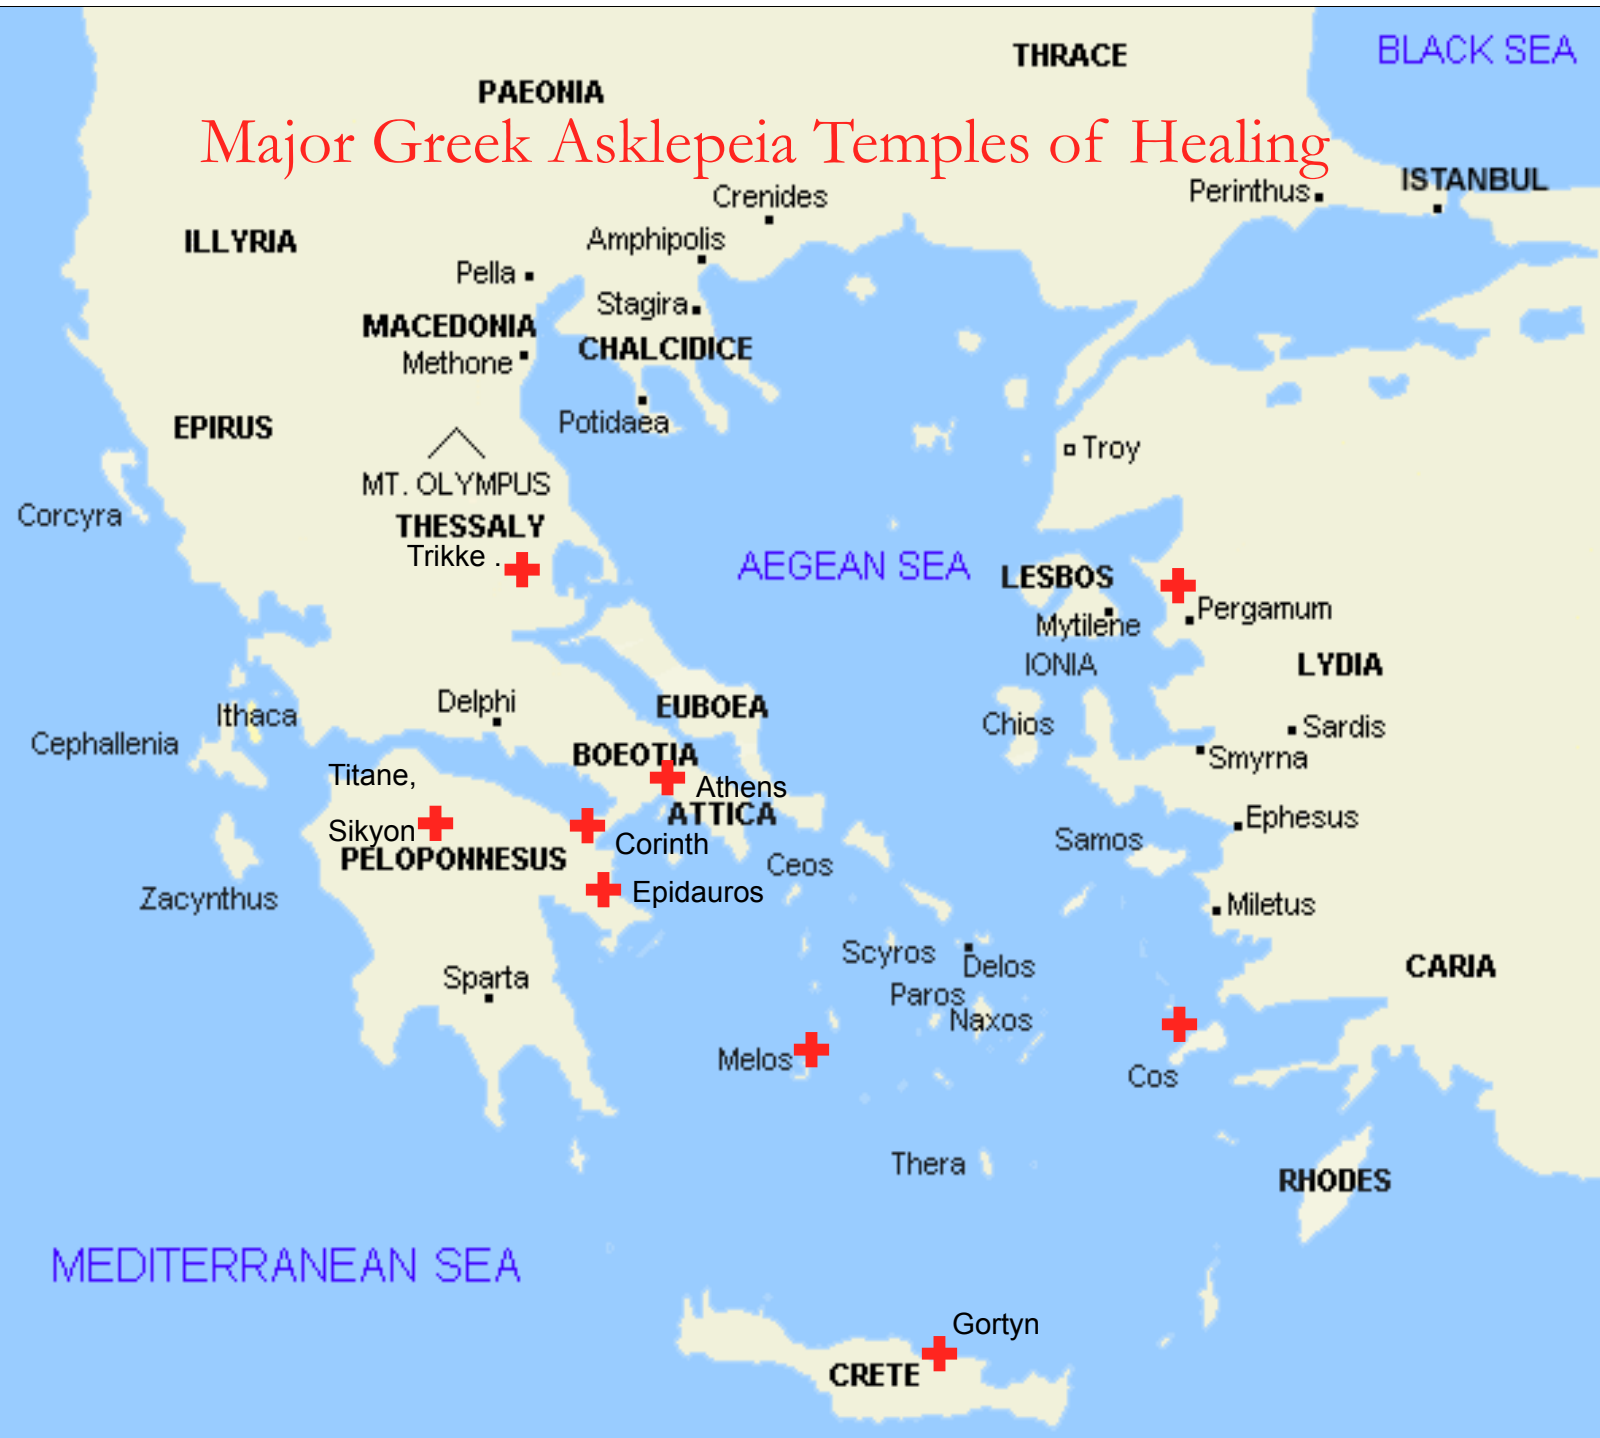 THRACE
BLACK SEA
PAEONIA
Major Greek Asklepeia Temples of Healing
ISTANBUL
Perinthus
Crenides
Amphipolis
ILLYRIA
Pella
Stagira
MACEDONIA
CHALCIDICE
Methone
Potidaea
EPIRUS
Troy
MT. OLYMPUS
Corcyra
THESSALY
Trikke .
AEGEAN SEA
LESBOS
Pergamum
Mytilene
IONIA
LYDIA
Delphi
EUBOEA
Ithaca
Chios
Sardis
Cephallenia
BOEOTIA
Smyrna
Titane,
Athens
ATTICA
Ephesus
Sikyon
Corinth
Samos
PELOPONNESUS
Ceos
Epidauros
Zacynthus
Miletus
Scyros
Delos
CARIA
Sparta
Paros
Naxos
Melos
Cos
Thera
RHODES
MEDITERRANEAN SEA
Gortyn
CRETE